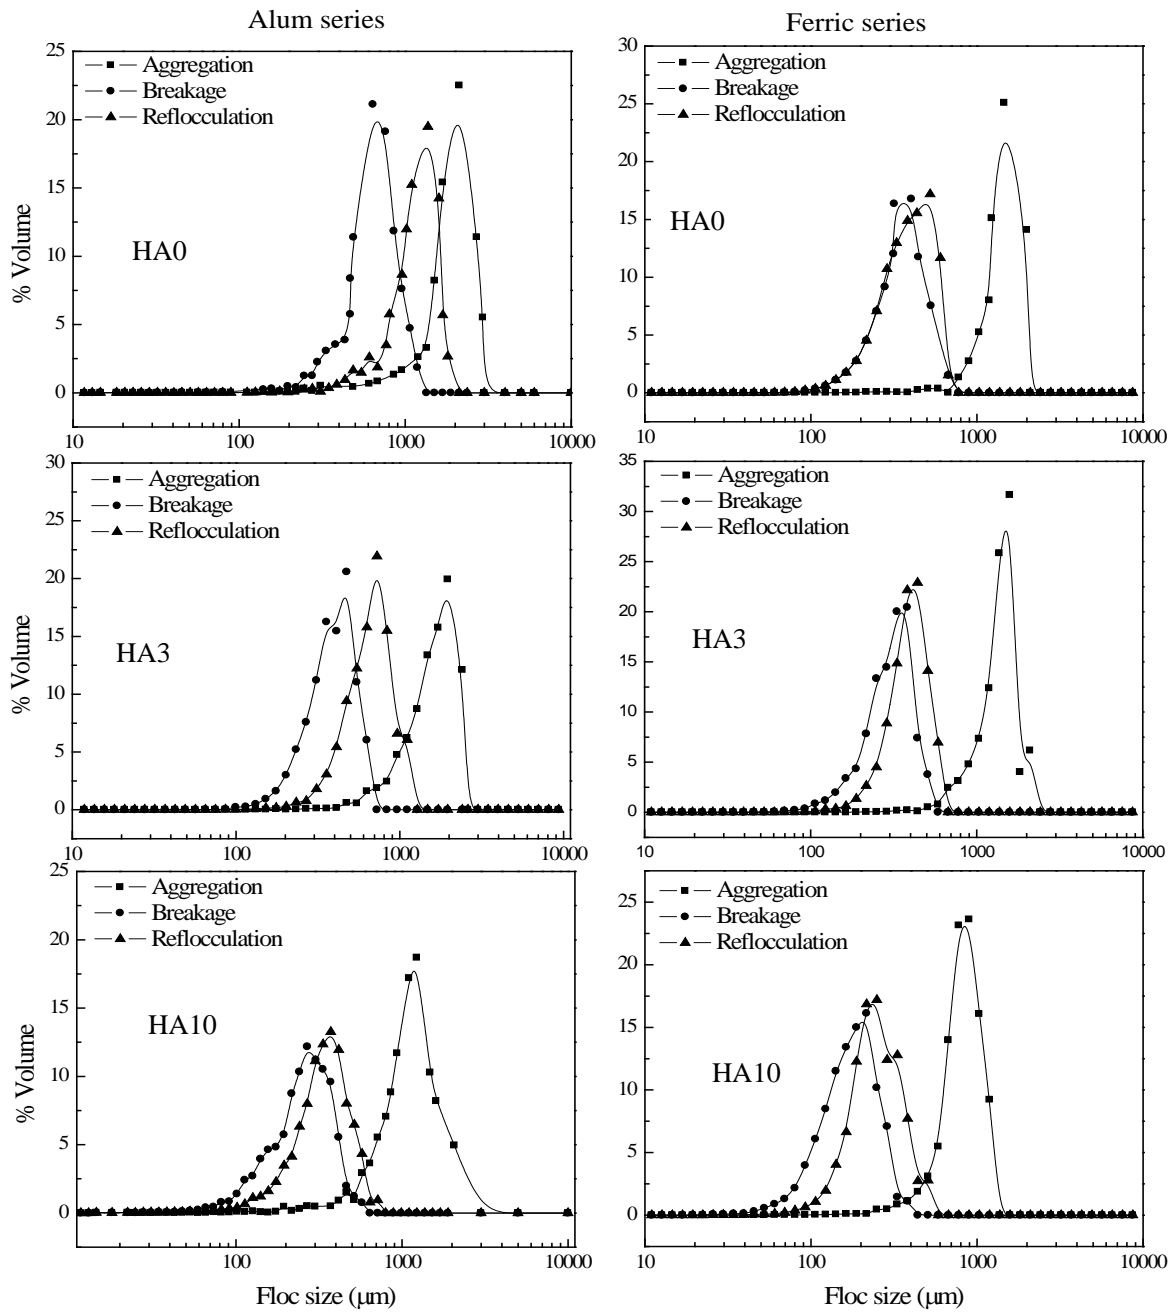 Alum series
Ferric series
25
20
15
10
5
0
% Volume
Aggregation
Breakage
Reflocculation
HA0
10 100 1000 10000
30
25
20
15
10
5
0
Aggregation
Breakage
Reflocculation
HA0
10 100 1000 10000
30
25
20
15
10
5
0
% Volume
Aggregation
Breakage
Reflocculation
HA3
10 100 1000 10000
35
30
25
20
15
10
5
0
Aggregation
Breakage
Reflocculation
HA3
10 100 1000 10000
25
20
15
10
5
0
% Volume
Aggregation
Breakage
Reflocculation
HA10
100 1000 10000
Floc size (µm)
25
20
15
10
5
0
Aggregation
Breakage
Reflocculation
HA10
10 100 1000 10000
Floc size (µm)